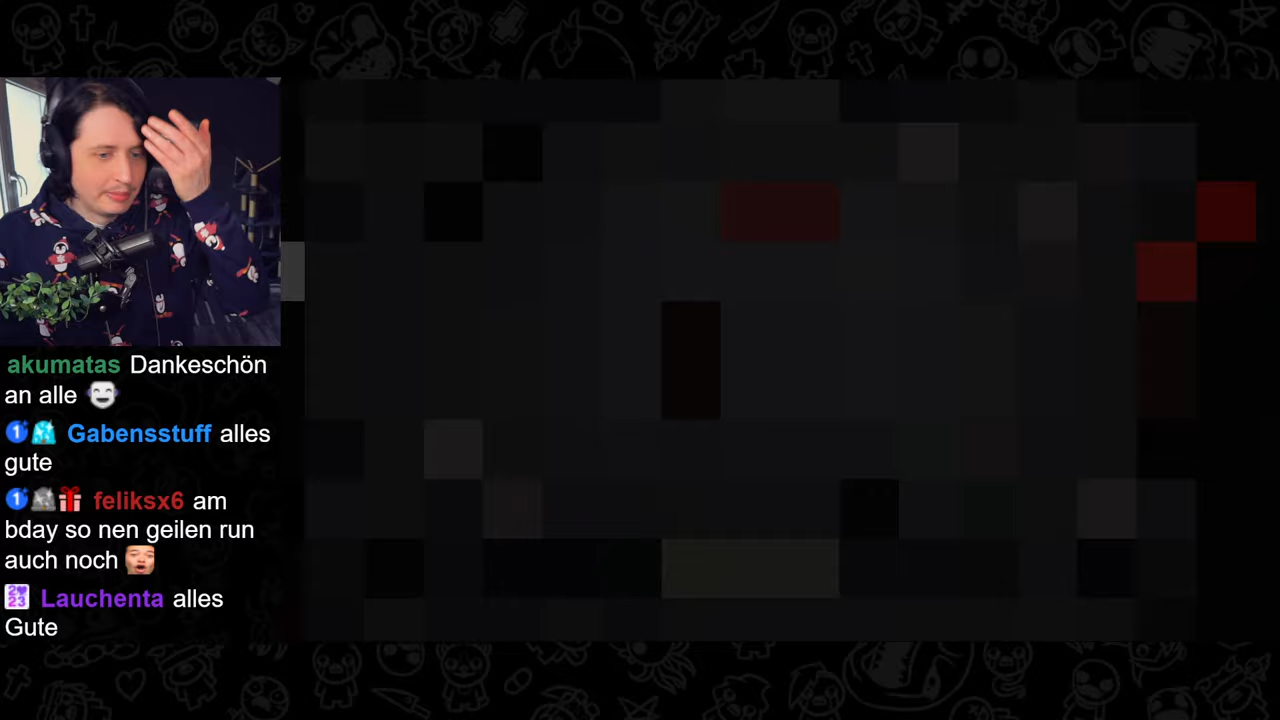 akumatas Dankeschön
an alle
Gabensstuff alles
gute
feliksx6 am
bday so nen geilen run
auch noch
Lauchenta alles
Gute